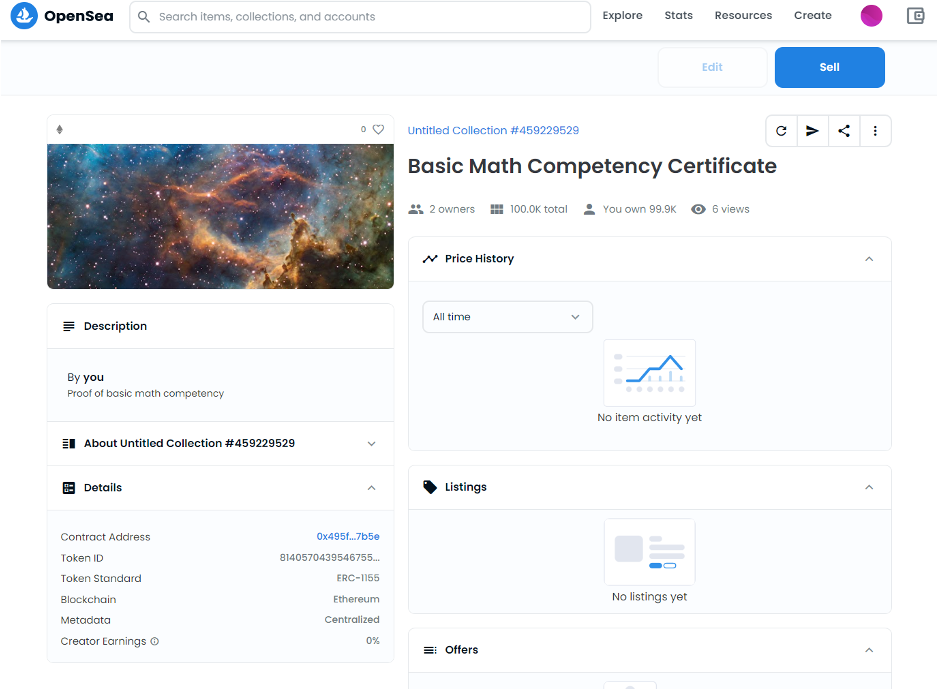 OpenSea
Search items, collections, and accounts
Explore
Stats
Resources
Create
Edit
Sell
0
Untitled Collection #459229529
Basic Math Competency Certificate
2 owners
100.0K total
You own 99.9K
6 views
Price History
All time
No item activity yet
Description
By you
Proof of basic math competency
About Untitled Collection #459229529
Details
Contract Address 0x495f...7b5e
Token ID 8140570439546755...
Token Standard ERC-1155
Blockchain Ethereum
Metadata Centralized
Creator Earnings 0%
Listings
No listings yet
Offers